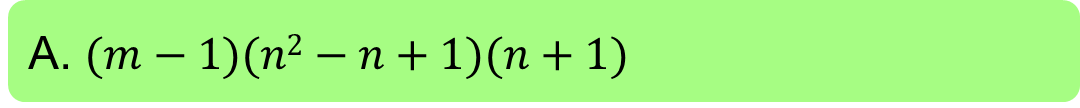 A. (m − 1)(n² − n + 1)(n + 1)